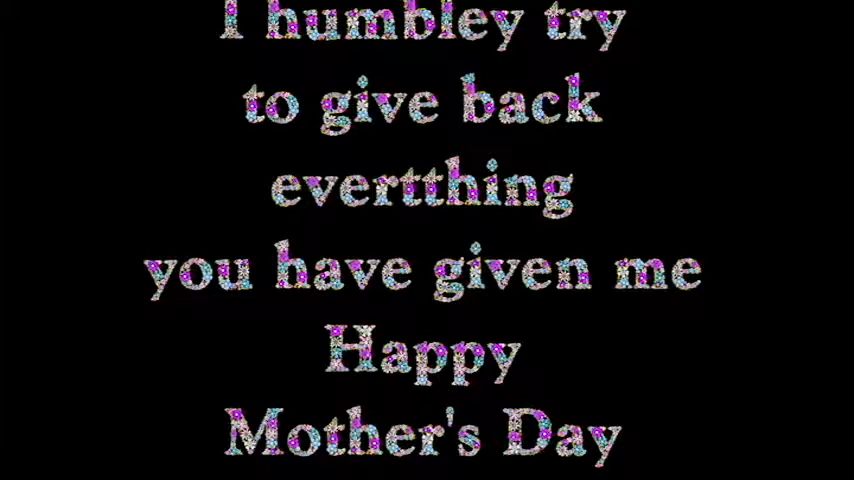 I humbley try
to give back
evertthing
you have given me
Happy
Mother's Day